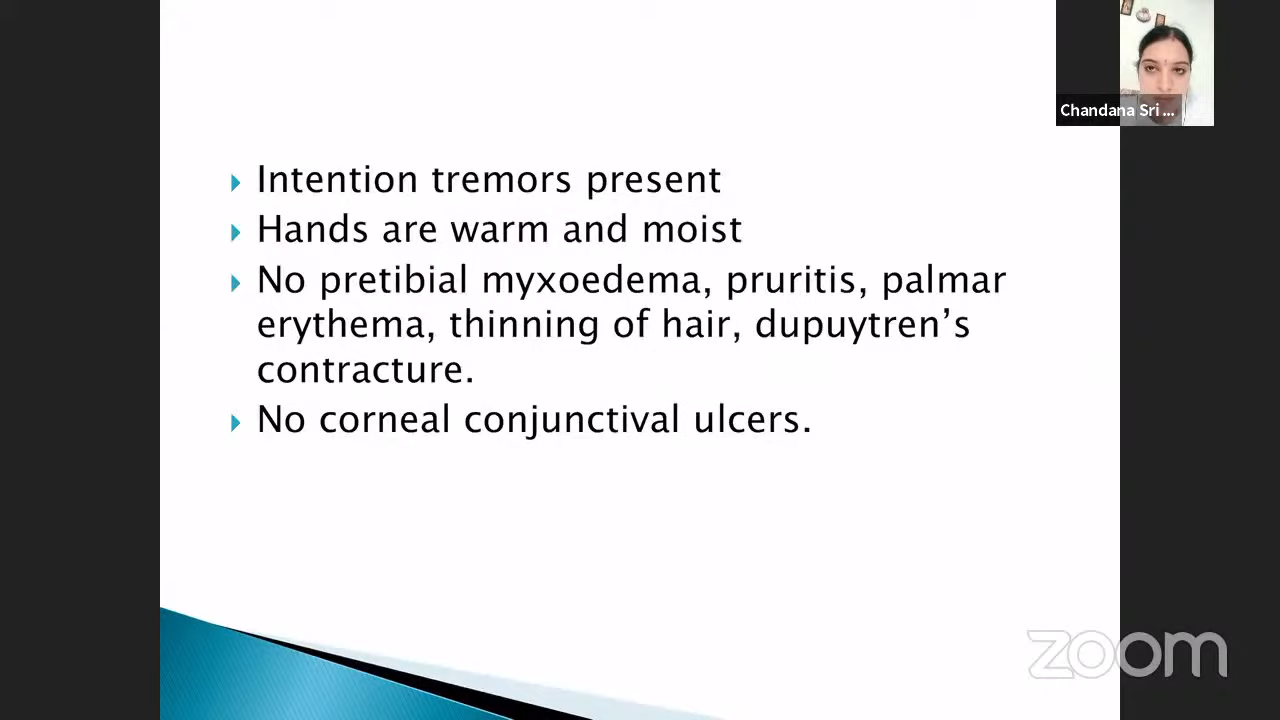 Chandana Sri ...
Intention tremors present
Hands are warm and moist
No pretibial myxoedema, pruritis, palmar
erythema, thinning of hair, dupuytren’s
contracture.
No corneal conjunctival ulcers.
zoom